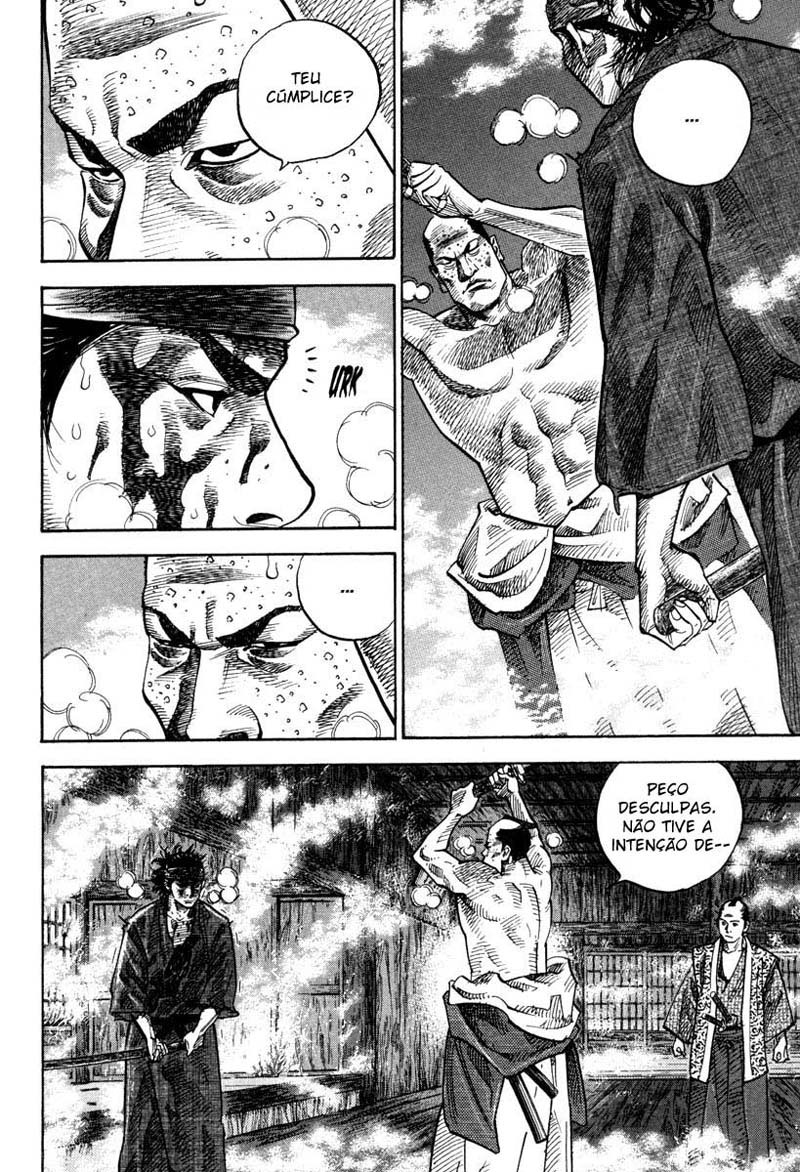 ...
TEU
CÚMPLICE?
URK
...
PEÇO
DESCULPAS.
NÃO TIVE A
INTENÇÃO DE--